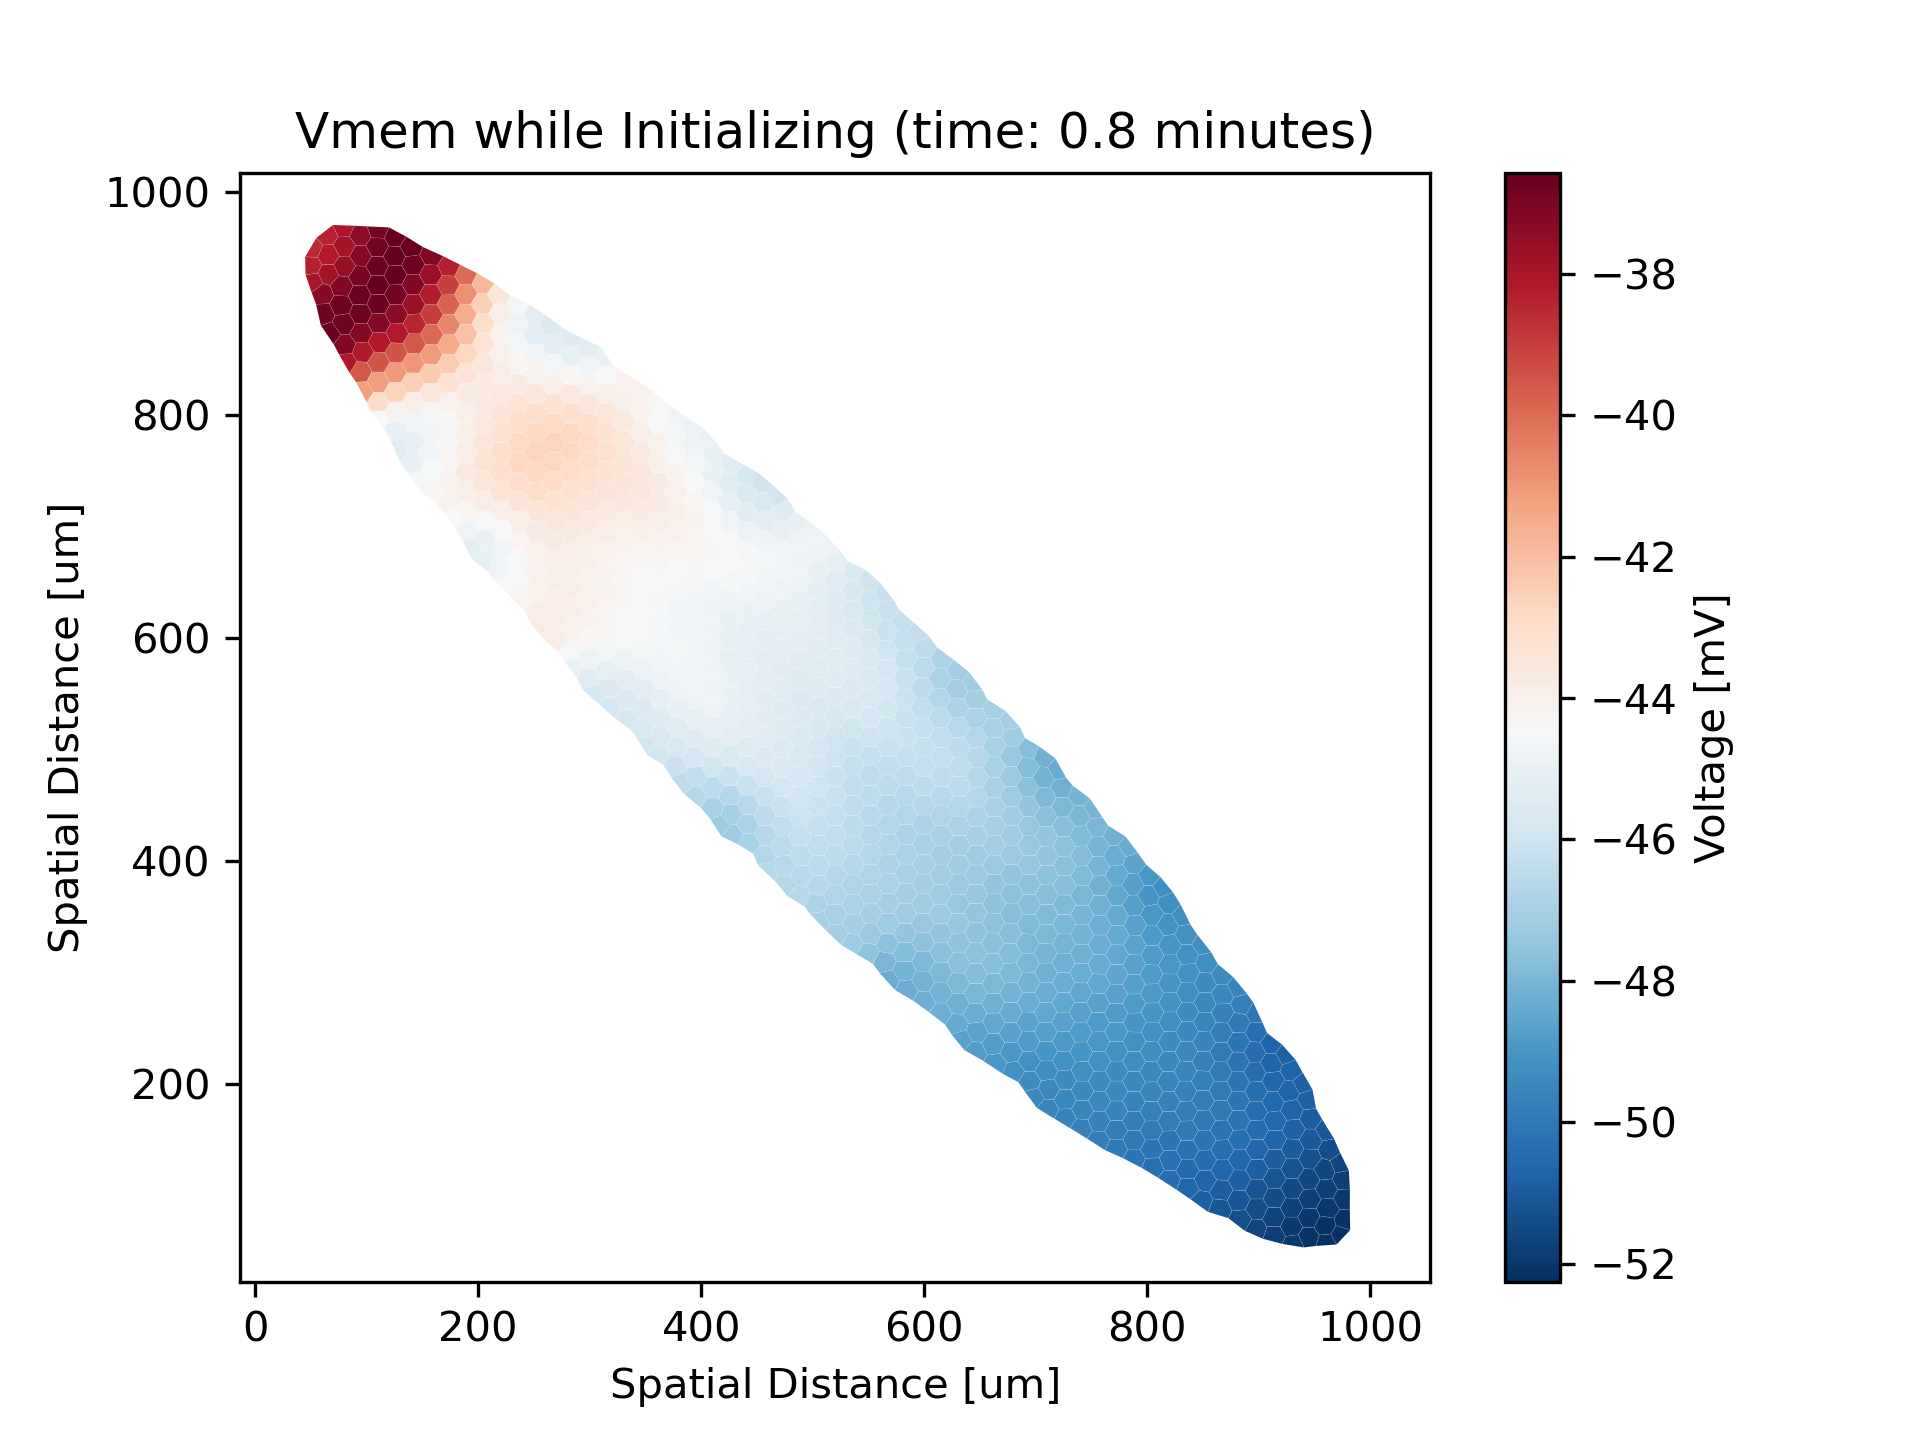 Vmem while Initializing (time: 0.8 minutes)
1000
800
600
400
200
Spatial Distance [um]
0 200 400 600 800 1000
Spatial Distance [um]
−38
−40
−42
−44
−46
−48
−50
−52
Voltage [mV]